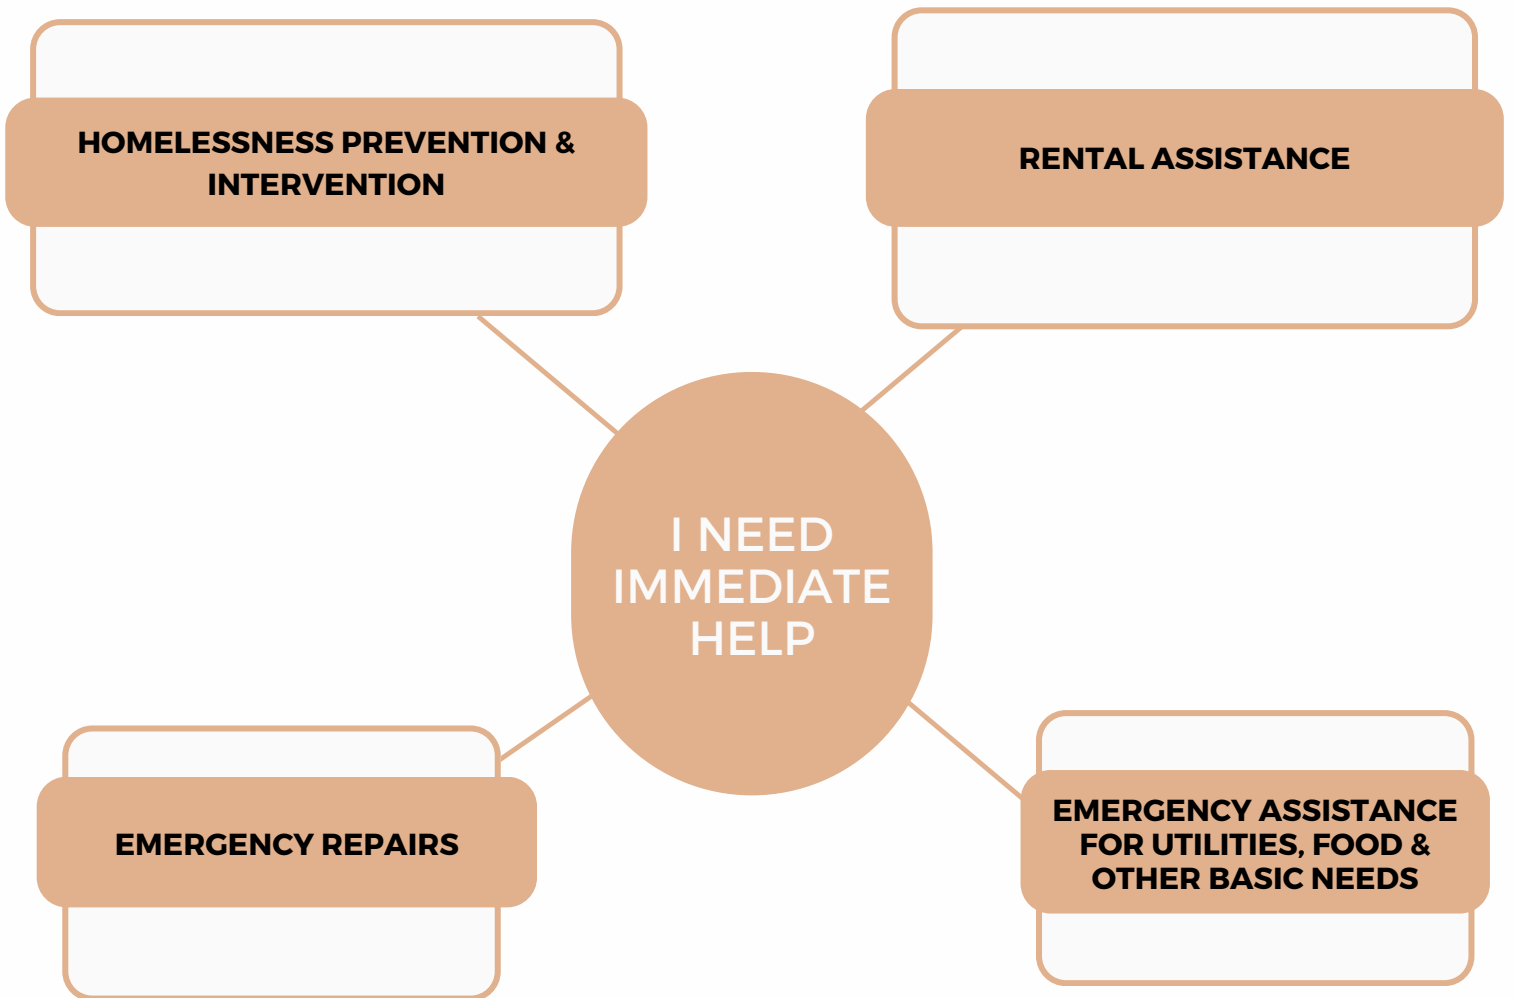 HOMELESSNESS PREVENTION &
INTERVENTION
RENTAL ASSISTANCE
I NEED
IMMEDIATE
HELP
EMERGENCY REPAIRS
EMERGENCY ASSISTANCE
FOR UTILITIES, FOOD &
OTHER BASIC NEEDS